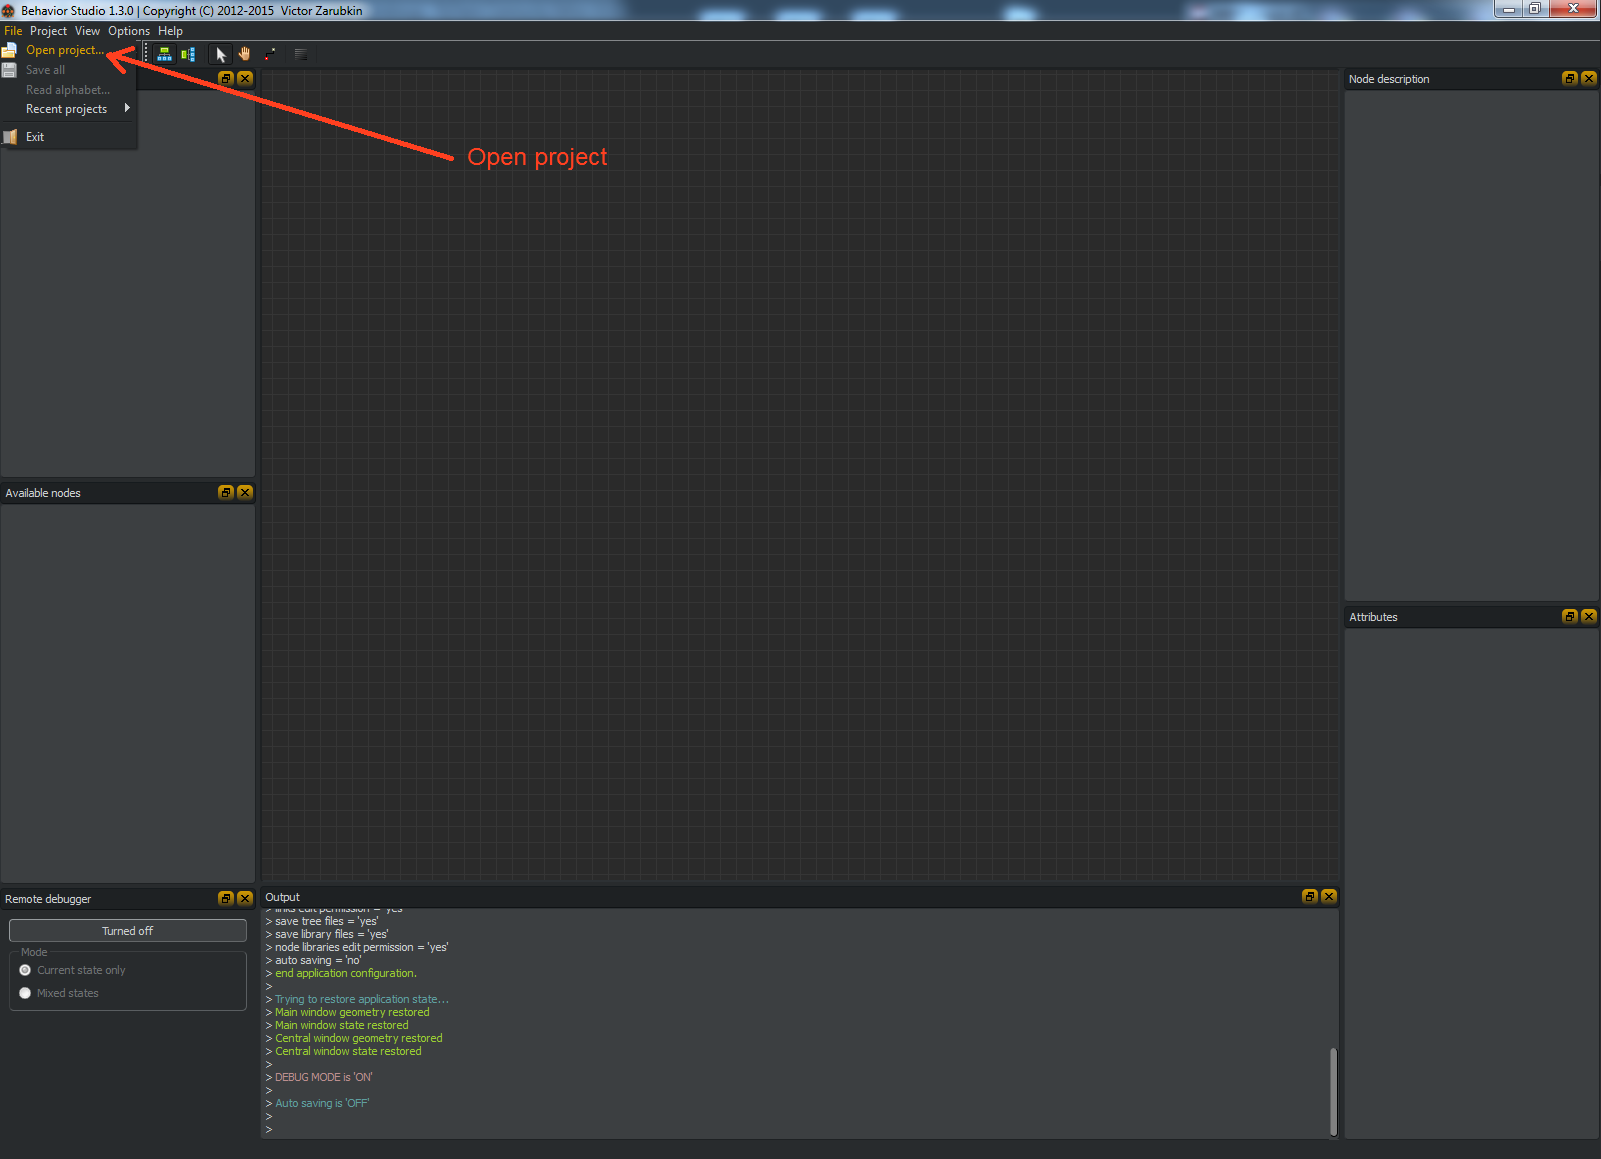 Behavior Studio 1.3.0 | Copyright (C) 2012-2015 Victor Zarubkin
File Project View Options Help
Open project...
Save all
Read alphabet...
Recent projects
Exit
Open project
Node description
Available nodes
Attributes
Remote debugger
Turned off
Mode
Current state only
Mixed states
Output
> links edit permission = 'yes'
> save tree files = 'yes'
> save library files = 'yes'
> node libraries edit permission = 'yes'
> auto saving = 'no'
> end application configuration.
>
> Trying to restore application state...
> Main window geometry restored
> Main window state restored
> Central window geometry restored
> Central window state restored
>
> DEBUG MODE is 'ON'
>
> Auto saving is 'OFF'
>
>